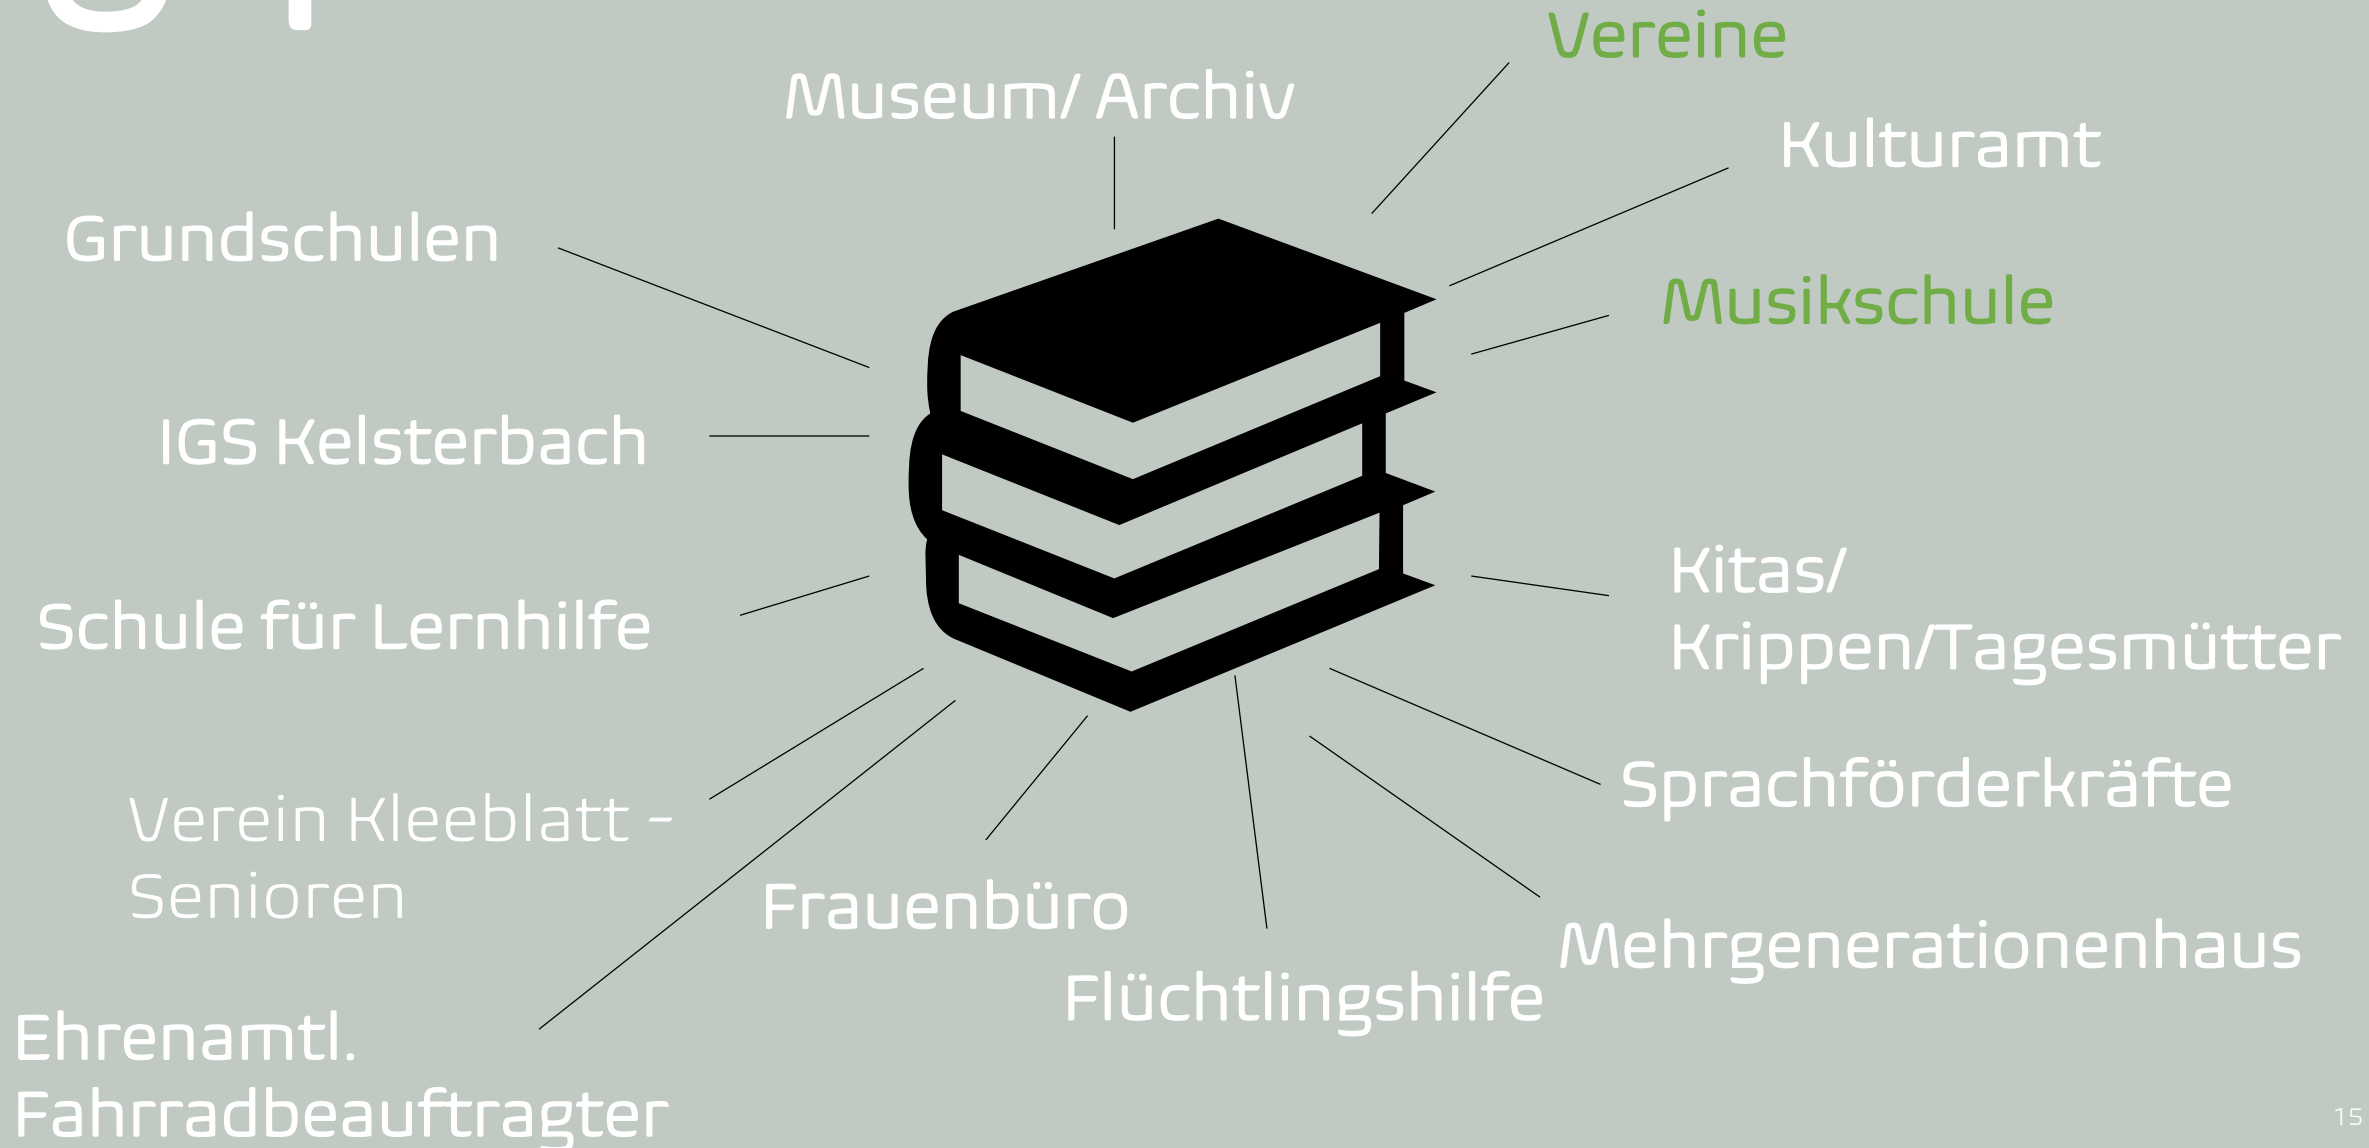 Vereine
Museum/ Archiv
Kulturamt
Grundschulen
Musikschule
IGS Kelsterbach
Kitas/
Krippen/Tagesmütter
Schule für Lernhilfe
Sprachförderkräfte
Verein Kleeblatt -
Senioren
Frauenbüro
Mehrgenerationenhaus
Flüchtlingshilfe
Ehrenamtl.
Fahrradbeauftragter
15